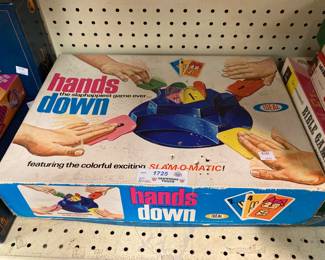 hands
the slaphappiest game ever...
down
IDEAL
featuring the colorful exciting SLAM-O-MATIC!
1725
hands
down
IDEAL